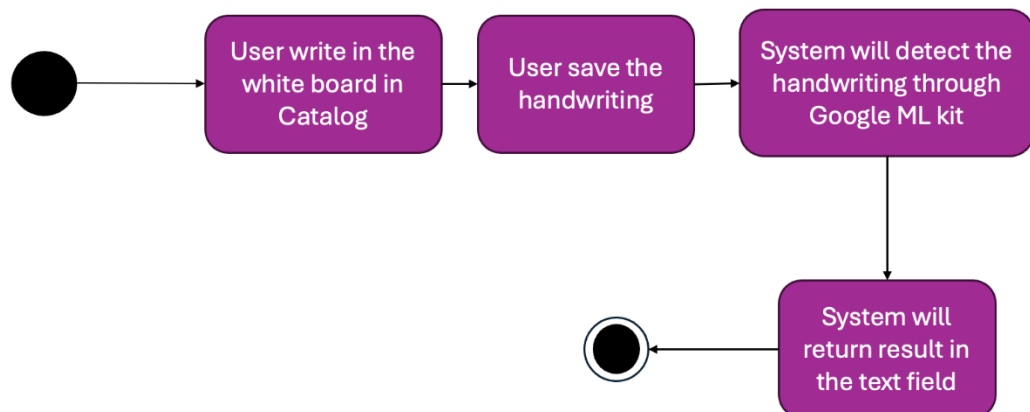 User write in the
white board in
Catalog
User save the
handwriting
System will detect the
handwriting through
Google ML kit
System will
return result in
the text field